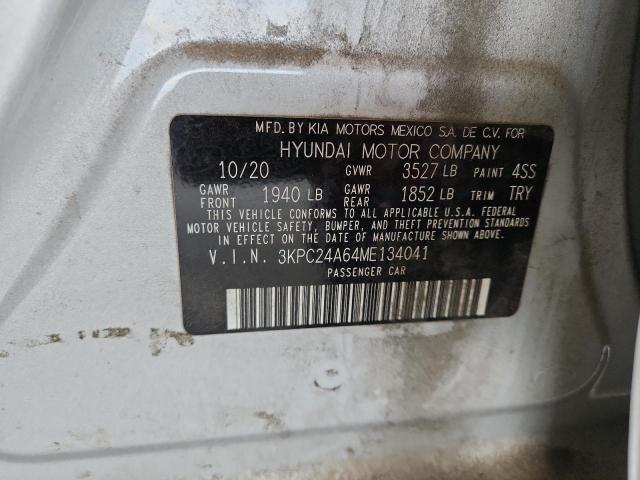 MFD. BY KIA MOTORS MEXICO S.A. DE C.V. FOR
HYUNDAI MOTOR COMPANY
10/20 GVWR 3527 LB PAINT 4SS
GAWR FRONT 1940 LB GAWR REAR 1852 LB TRIM TRY
THIS VEHICLE CONFORMS TO ALL APPLICABLE U.S.A. FEDERAL
MOTOR VEHICLE SAFETY, BUMPER, AND THEFT PREVENTION STANDARDS
IN EFFECT ON THE DATE OF MANUFACTURE SHOWN ABOVE.
V.I.N. 3KPC24A64ME134041
PASSENGER CAR